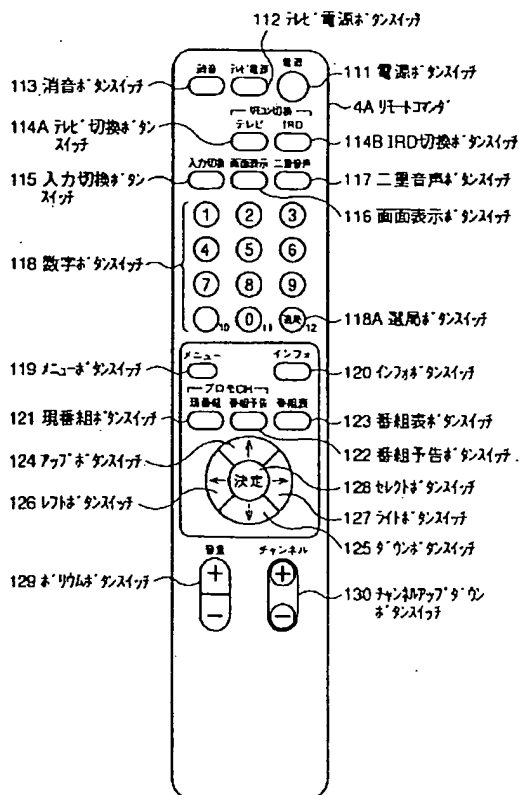 112 テレビ電源ボタンスイッチ
消音 テレビ電源 電源
113 消音ボタンスイッチ
111 電源ボタンスイッチ
4A リモートコマンダ
リモコン切換
114A テレビ切換ボタン
スイッチ
テレビ IRD
114B IRD切換ボタン
スイッチ
入力切換 画面表示 二重音声
115 入力切換ボタン
スイッチ
117 二重音声ボタンスイッチ
116 画面表示ボタンスイッチ
1 2 3
4 5 6
118 数字ボタンスイッチ
7 8 9
10 0 11 選局 12
118A 選局ボタンスイッチ
メニュー インフォ
119 メニューボタンスイッチ
120 インフォボタンスイッチ
プロモCH
現番組 番組予告 番組表
121 現番組ボタンスイッチ
123 番組表ボタンスイッチ
122 番組予告ボタンスイッチ
124 アップボタンスイッチ
決定
128 セレクトボタンスイッチ
126 レフトボタンスイッチ
127 ライトボタンスイッチ
125 ダウンボタンスイッチ
音量 チャンネル
+ +
129 ボリウムボタンスイッチ
− −
130 チャンネルアップダウン
ボタンスイッチ